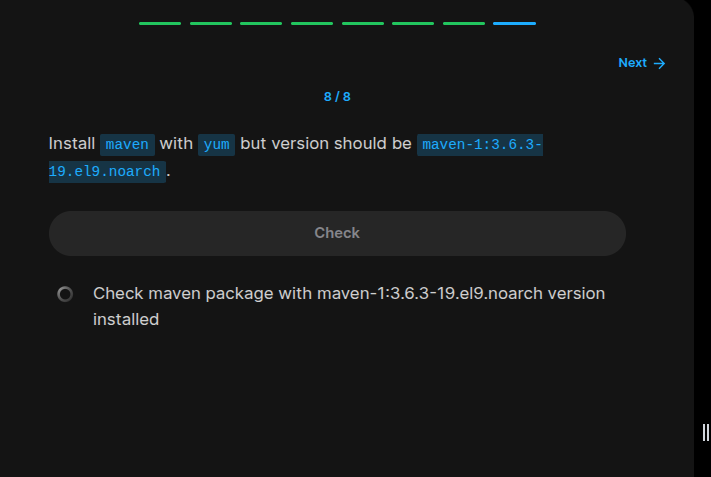 Next →
8 / 8
Install maven with yum but version should be maven-1:3.6.3-
19.el9.noarch .
Check
Check maven package with maven-1:3.6.3-19.el9.noarch version
installed